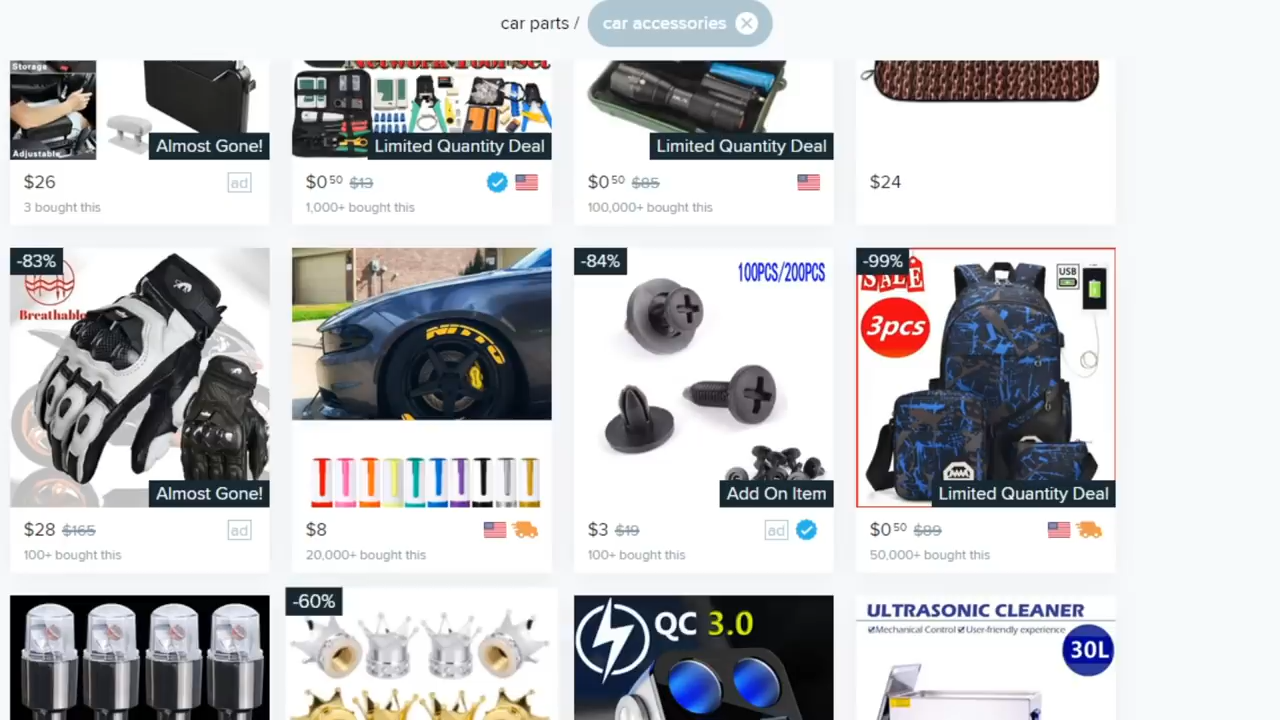 car parts / car accessories
Storage
Adjustable
Almost Gone!
$26
ad
3 bought this
Network Tool Set
Limited Quantity Deal
$0 50 $13
1,000+ bought this
Limited Quantity Deal
$0 50 $85
100,000+ bought this
$24
-83%
Breathable
Almost Gone!
$28 $165
ad
100+ bought this
NITTO
$8
20,000+ bought this
-84%
100PCS/200PCS
Add On Item
$3 $19
ad
100+ bought this
-99%
SALE
3pcs
USB
Limited Quantity Deal
$0 50 $89
50,000+ bought this
-60%
QC 3.0
ULTRASONIC CLEANER
Mechanical Control User-friendly experience
30L